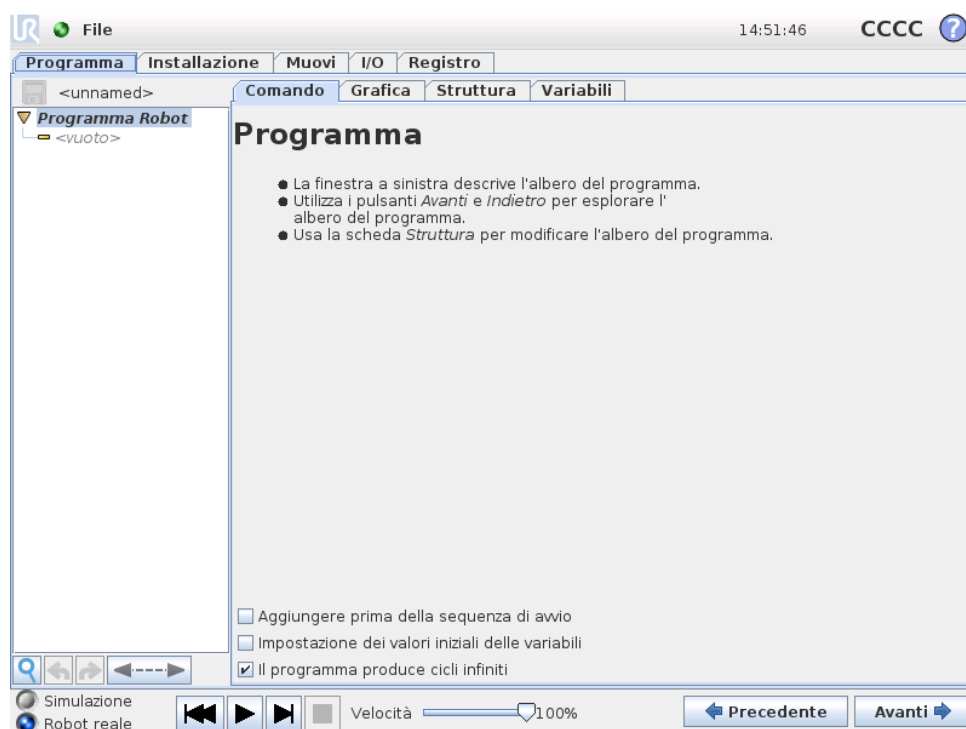 UR File 14:51:46 CCCC ?
Programma Installazione Muovi I/O Registro
<unnamed> Comando Grafica Struttura Variabili
Programma Robot
<vuoto>
Programma
La finestra a sinistra descrive l'albero del programma.
Utilizza i pulsanti Avanti e Indietro per esplorare l'
albero del programma.
Usa la scheda Struttura per modificare l'albero del programma.
Aggiungere prima della sequenza di avvio
Impostazione dei valori iniziali delle variabili
Il programma produce cicli infiniti
Simulazione
Robot reale
Velocità 100% Precedente Avanti